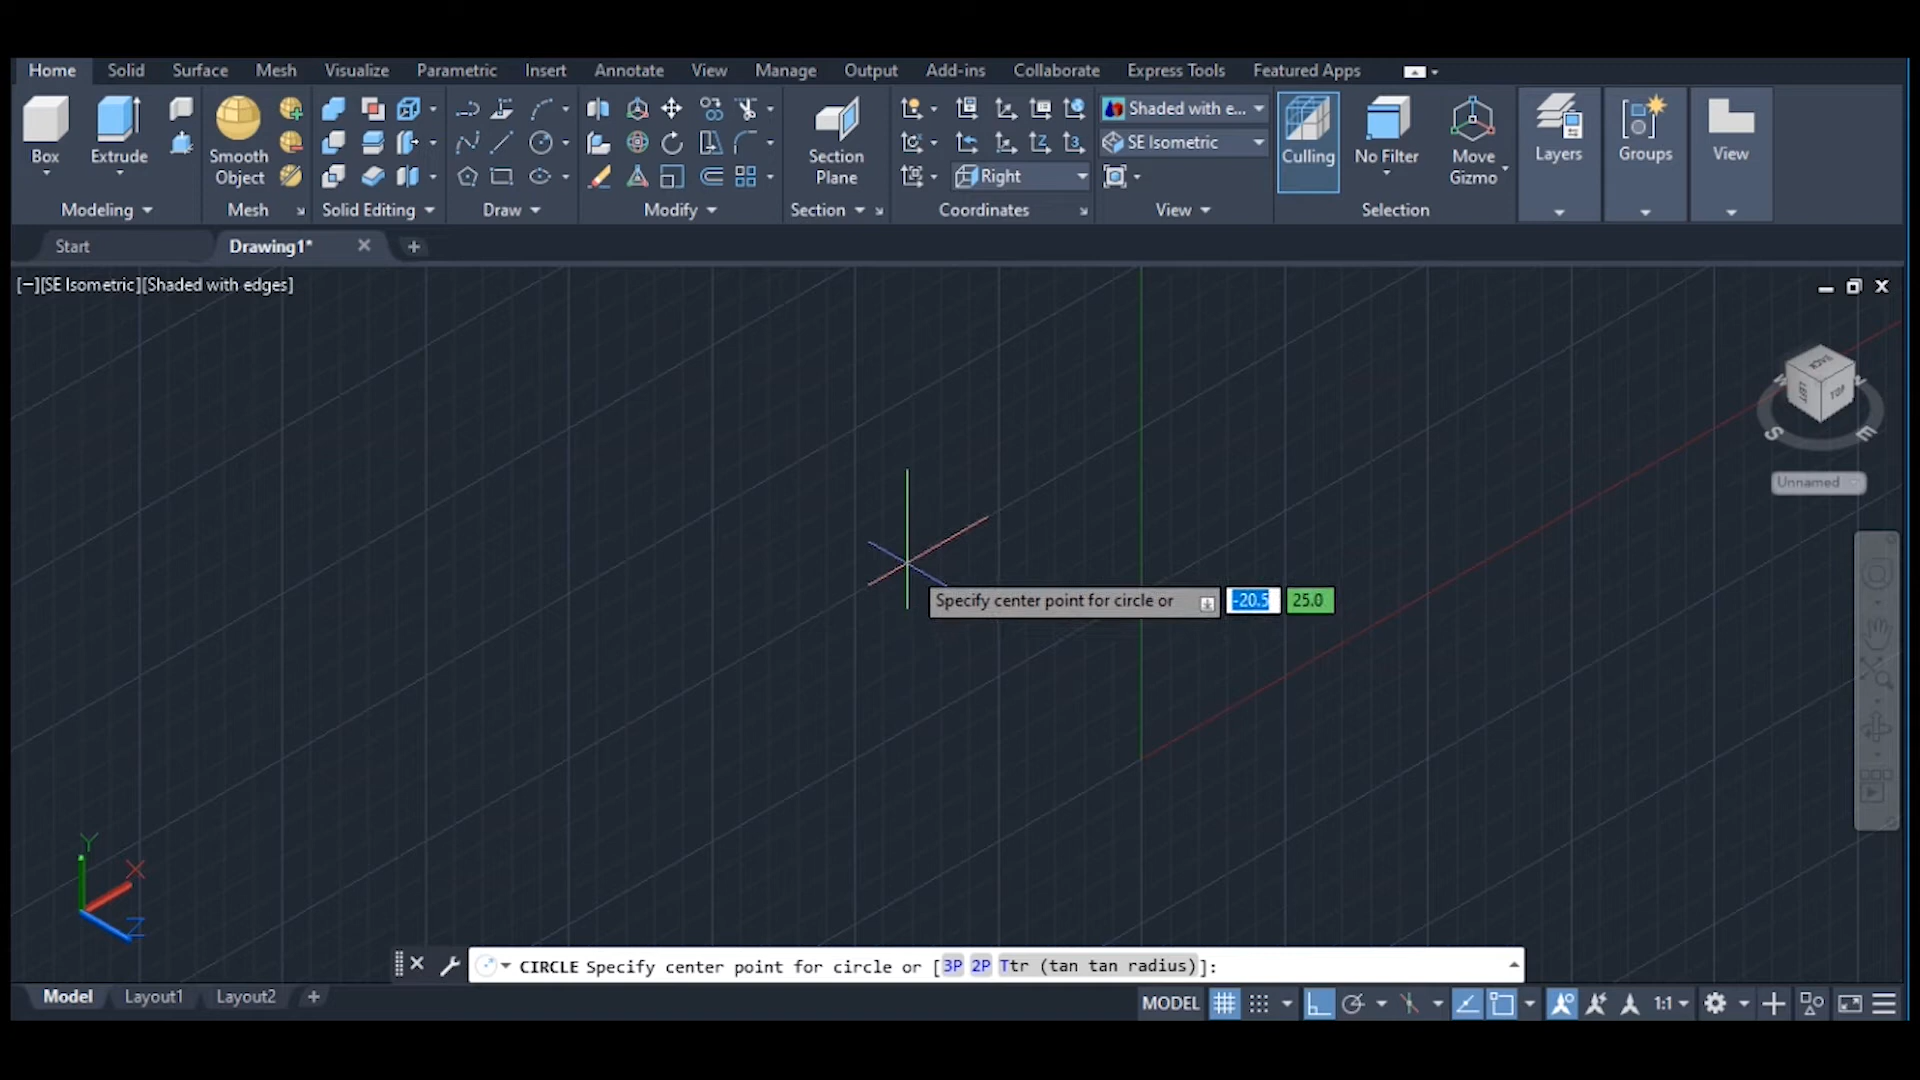 Home Solid Surface Mesh Visualize Parametric Insert Annotate View Manage Output Add-ins Collaborate Express Tools Featured Apps
Box Extrude Smooth Object Section Plane Shaded with e... SE Isometric Right Culling No Filter Move Gizmo Layers Groups View
Modeling Mesh Solid Editing Draw Modify Section Coordinates View Selection
Start Drawing1*
[−][SE Isometric][Shaded with edges]
BACK
LEFT TOP
S E
Unnamed
Specify center point for circle or -20.5 25.0
Y
X
Z
CIRCLE Specify center point for circle or [3P 2P Ttr (tan tan radius)]:
Model Layout1 Layout2
MODEL 1:1